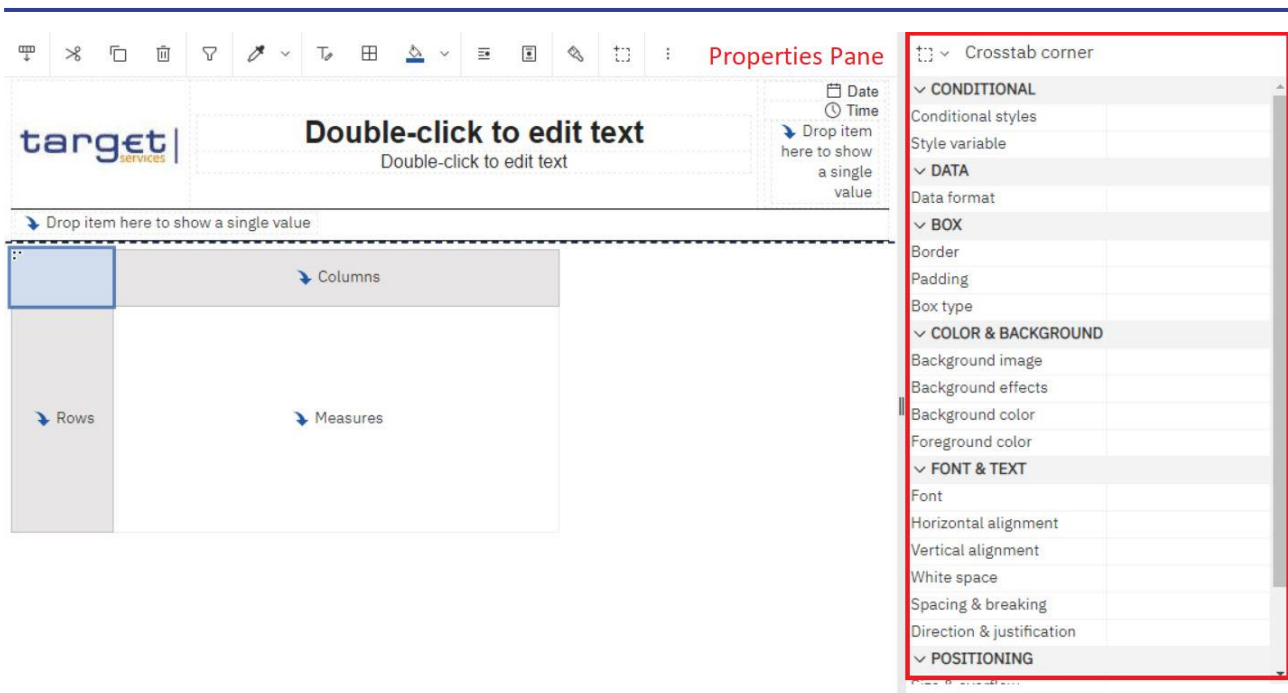 Properties Pane
Crosstab corner
Date
Time
Drop item
here to show
a single
value
target
services
Double-click to edit text
Double-click to edit text
Drop item here to show a single value
Columns
Rows
Measures
CONDITIONAL
Conditional styles
Style variable
DATA
Data format
BOX
Border
Padding
Box type
COLOR & BACKGROUND
Background image
Background effects
Background color
Foreground color
FONT & TEXT
Font
Horizontal alignment
Vertical alignment
White space
Spacing & breaking
Direction & justification
POSITIONING